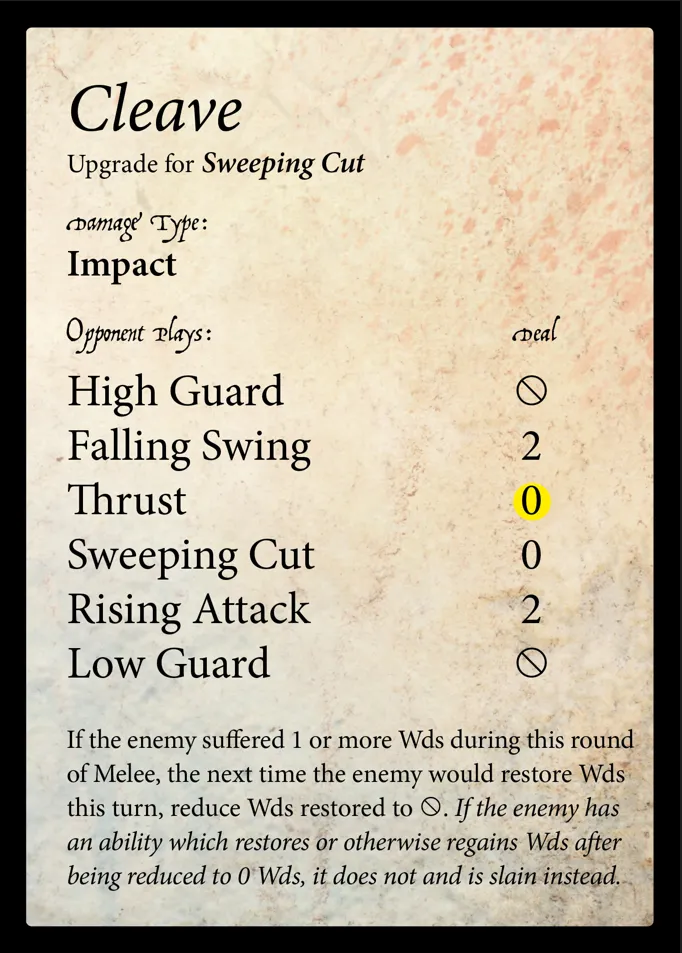 Cleave
Upgrade for Sweeping Cut
Damage Type:
Impact
Opponent Plays: Deal
High Guard 🛇
Falling Swing 2
Thrust 0
Sweeping Cut 0
Rising Attack 2
Low Guard 🛇
If the enemy suffered 1 or more Wds during this round
of Melee, the next time the enemy would restore Wds
this turn, reduce Wds restored to 🛇. If the enemy has
an ability which restores or otherwise regains Wds after
being reduced to 0 Wds, it does not and is slain instead.